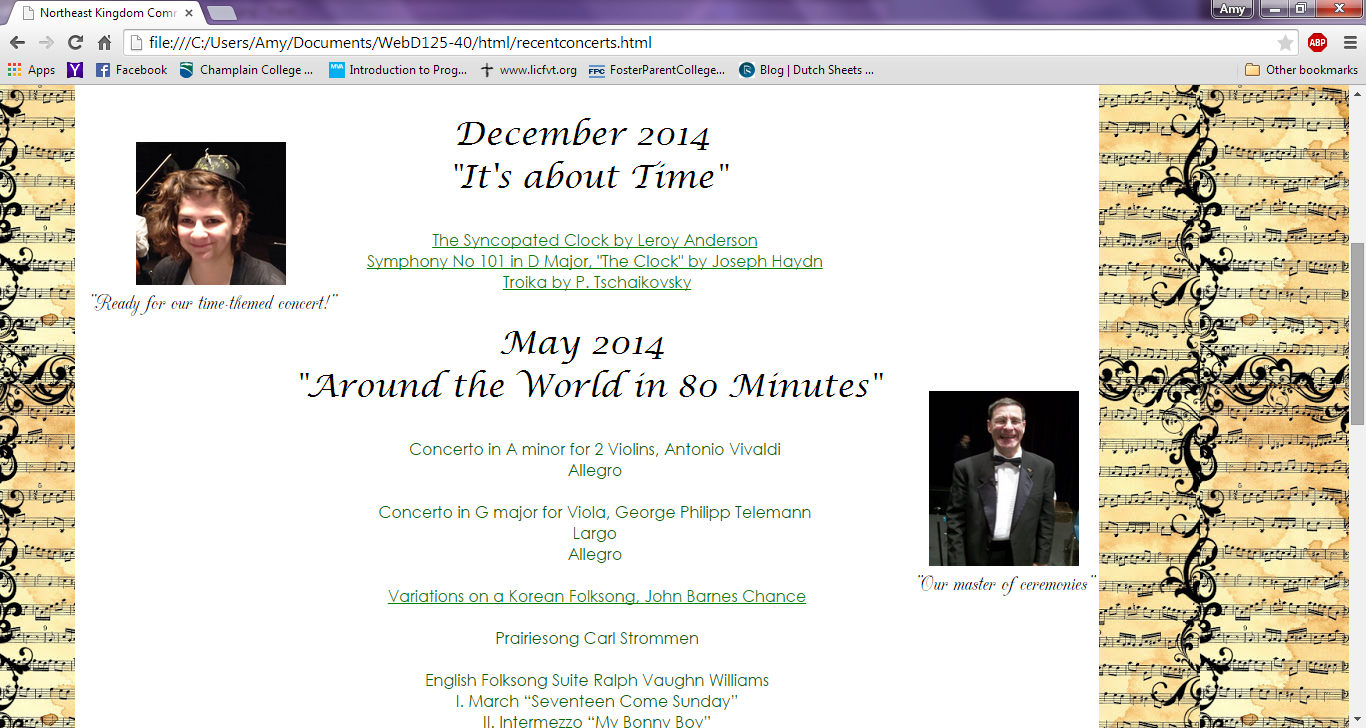 Northeast Kingdom Com
Amy
file:///C:/Users/Amy/Documents/WebD125-40/html/recentconcerts.html
ABP
Apps
Facebook
Champlain College ...
MVA
Introduction to Prog...
www.licfvt.org
FPC
FosterParentCollege...
Blog | Dutch Sheets ...
Other bookmarks
December 2014
"It's about Time"
The Syncopated Clock by Leroy Anderson
Symphony No 101 in D Major, "The Clock" by Joseph Haydn
Troika by P. Tschaikovsky
"Ready for our time-themed concert!"
May 2014
"Around the World in 80 Minutes"
Concerto in A minor for 2 Violins, Antonio Vivaldi
Allegro
Concerto in G major for Viola, George Philipp Telemann
Largo
Allegro
"Our master of ceremonies"
Variations on a Korean Folksong, John Barnes Chance
Prairiesong Carl Strommen
English Folksong Suite Ralph Vaughn Williams
I. March “Seventeen Come Sunday”
II. Intermezzo “My Bonny Boy”